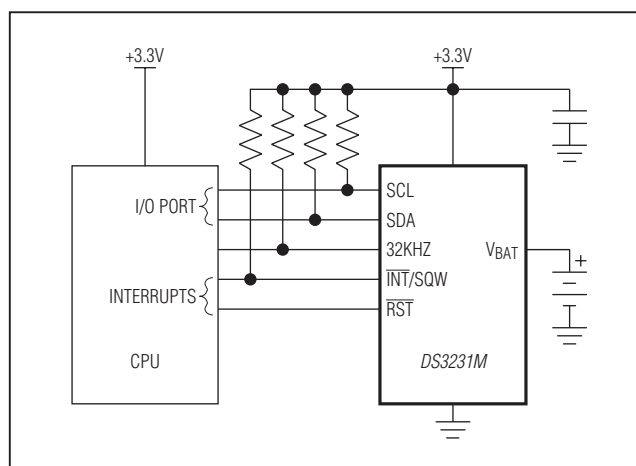 +3.3V
+3.3V
I/O PORT
INTERRUPTS
CPU
SCL
SDA
32KHZ
INT/SQW
RST
VBAT
+
DS3231M